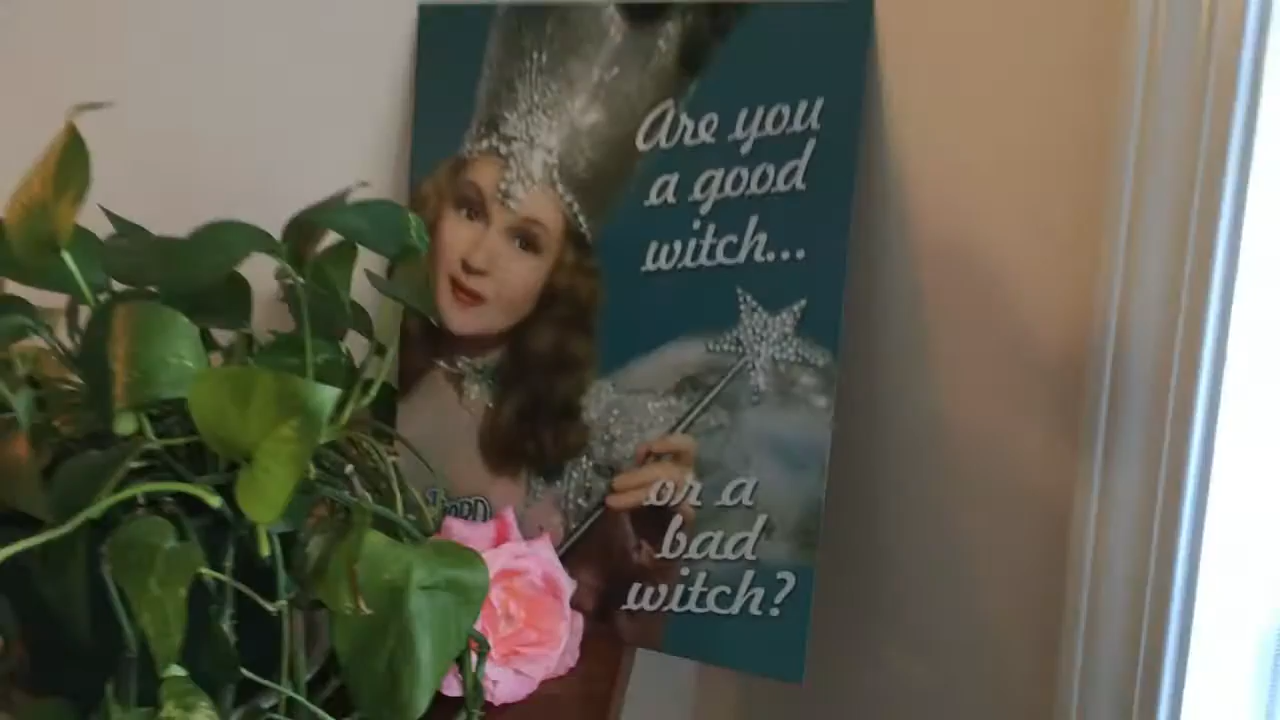 Are you
a good
witch...
or a
bad
witch?